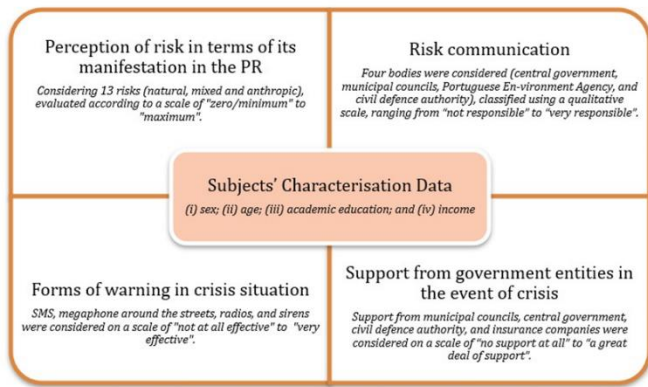 Perception of risk in terms of its
manifestation in the PR
Considering 13 risks (natural, mixed and anthropic),
evaluated according to a scale of "zero/minimum" to
"maximum".
Risk communication
Four bodies were considered (central government,
municipal councils, Portuguese En-vironment Agency, and
civil defence authority), classified using a qualitative
scale, ranging from "not responsible" to "very responsible".
Subjects' Characterisation Data
(i) sex; (ii) age; (iii) academic education; and (iv) income
Forms of warning in crisis situation
SMS, megaphone around the streets, radios, and sirens
were considered on a scale of "not at all effective" to "very
effective".
Support from government entities in
the event of crisis
Support from municipal councils, central government,
civil defence authority, and insurance companies were
considered on a scale of "no support at all" to "a great
deal of support".